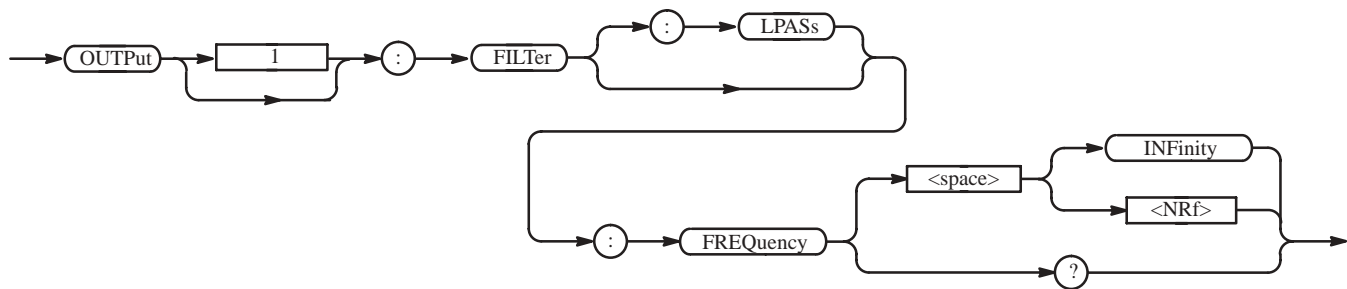 : LPASs
OUTPut 1 : FILTer
INFinity
<space>
<NRf>
: FREQuency
?